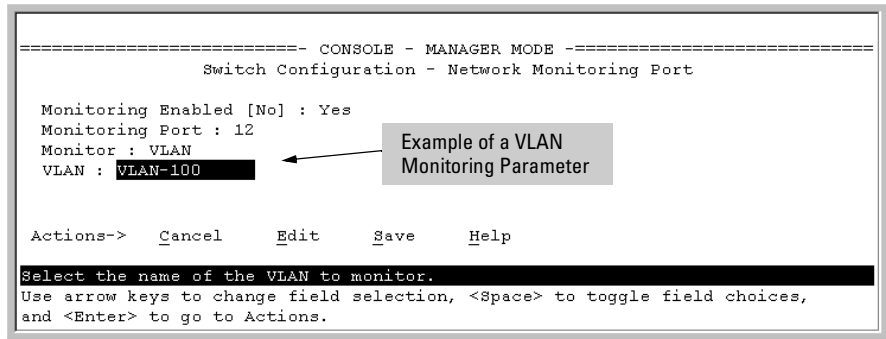 ==========================- CONSOLE - MANAGER MODE -============================
Switch Configuration - Network Monitoring Port
Monitoring Enabled [No] : Yes
Monitoring Port : 12
Monitor : VLAN
VLAN : VLAN-100
Example of a VLAN
Monitoring Parameter
Actions-> Cancel Edit Save Help
Select the name of the VLAN to monitor.
Use arrow keys to change field selection, <Space> to toggle field choices,
and <Enter> to go to Actions.